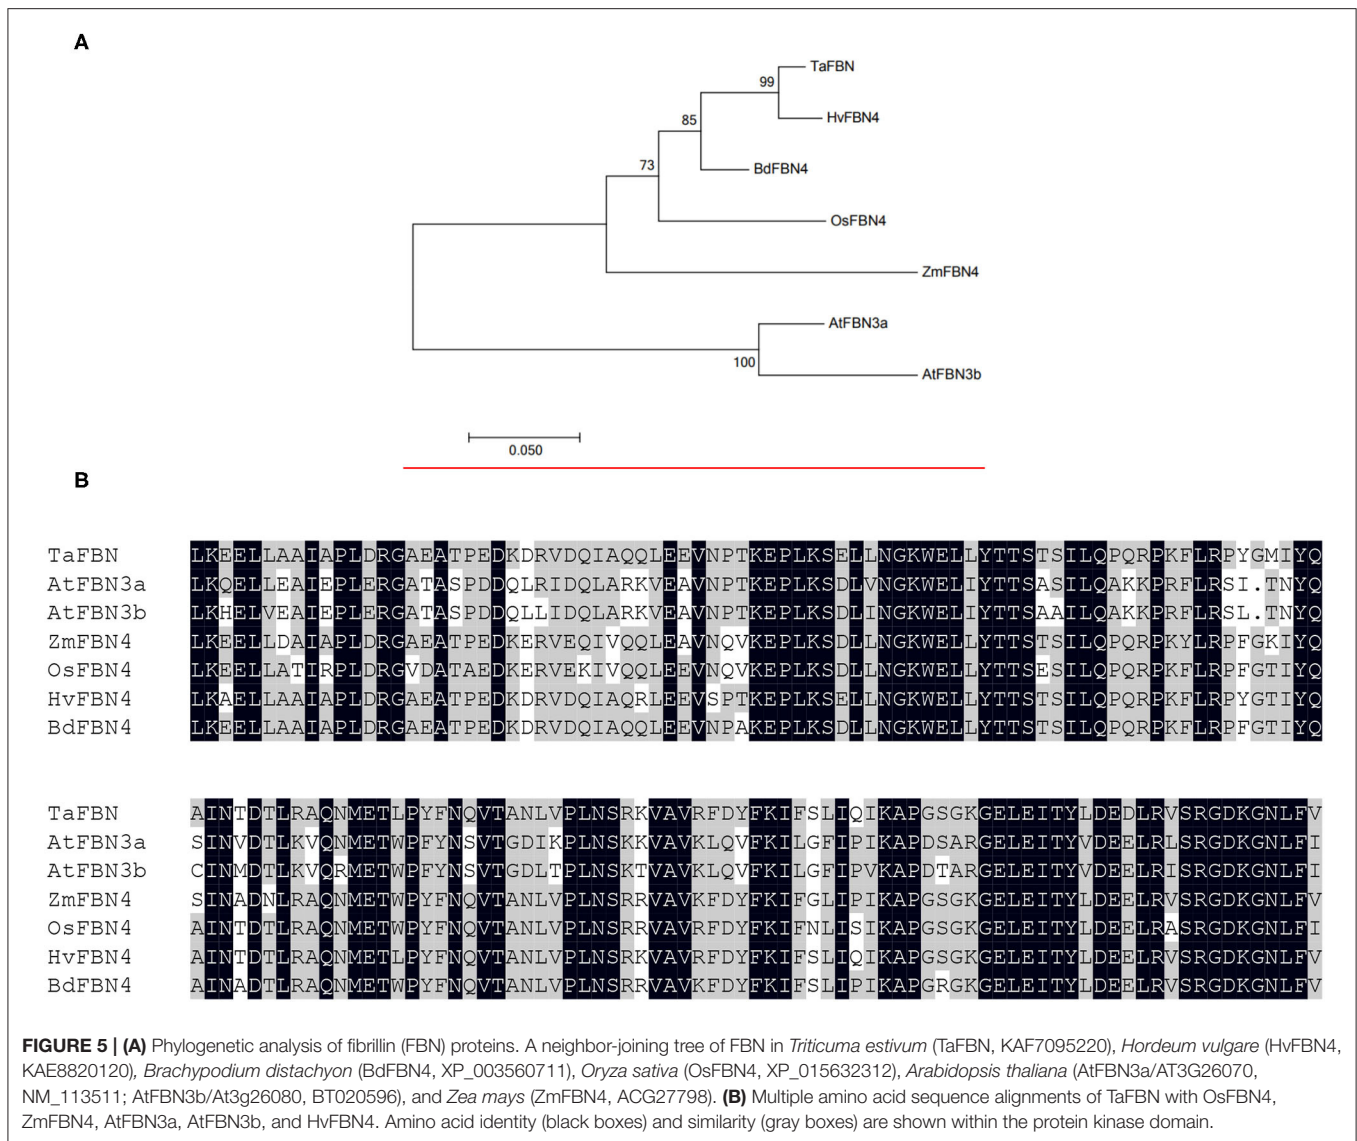 A
TaFBN
99
HvFBN4
85
BdFBN4
73
OsFBN4
ZmFBN4
AtFBN3a
100
AtFBN3b
0.050
B
TaFBN LKEELLAAIAPLDRGAEATPEDKDRVDQIAQQLEEVNPTKEPLKSELLNGKWELLYTTSTSILQPQRPKFLRPYGMIYQ
AtFBN3a LKQELLEAIEPLERGATASPDDQLRIDQLARKVEAVNPTKEPLKSDLVNGKWELIYTTSASILQAKKPRFLRSI.TNYQ
AtFBN3b LKHELVEAIEPLERGATASPDDQLLIDQLARKVEAVNPTKEPLKSDLINGKWELIYTTSAAILQAKKPRFLRSL.TNYQ
ZmFBN4 LKEELLDAIAPLDRGAEATPEDKERVEQIVQQLEAVNQVKEPLKSDLLNGKWELLYTTSTSILQPQRPKYLRPFGKIYQ
OsFBN4 LKEELLATIRPLDRGVDATAEDKERVEKIVQQLEEVNQVKEPLKSDLLNGKWELLYTTSESILQPQRPKFLRPFGTIYQ
HvFBN4 LKAELLAAIAPLDRGAEATPEDKDRVDQIAQRLEEVSPTKEPLKSELLNGKWELLYTTSTSILQPQRPKFLRPYGTIYQ
BdFBN4 LKEELLAAIAPLDRGAEATPEDKDRVDQIAQQLEEVNPAKEPLKSDLLNGKWELLYTTSTSILQPQRPKFLRPFGTIYQ
TaFBN AINTDTLRAQNMETLPYFNQVTANLVPLNSRKVAVRFDYFKIFSLIQIKAPGSGKGELEITYLDEDLRVSRGDKGNLFV
AtFBN3a SINVDTLKVQNMETWPFYNSVTGDIKPLNSKKVAVKLQVFKILGFIPIKAPDSARGELEITYVDEELRLSRGDKGNLFI
AtFBN3b CINMDTLKVQRMETWPFYNSVTGDLTPLNSKTVAVKLQVFKILGFIPVKAPDTARGELEITYVDEELRISRGDKGNLFI
ZmFBN4 SINADNLRAQNMETWPYFNQVTANLVPLNSRRVAVKFDYFKIFGLIPIKAPGSGKGELEITYLDEELRVSRGDKGNLFV
OsFBN4 AINTDTLRAQNMETWPYFNQVTANLVPLNSRRVAVKFDYFKIFNLISIKAPGSGKGELEITYLDEELRASRGDKGNLFI
HvFBN4 AINTDTLRAQNMETLPYFNQVTANLVPLNSRKVAVRFDYFKIFSLIQIKAPGSGKGELEITYLDEELRVSRGDKGNLFV
BdFBN4 AINADTLRAQNMETWPYFNQVTANLVPLNSRRVAVKFDYFKIFSLIPIKAPGRGKGELEITYLDEELRVSRGDKGNLFV
FIGURE 5 | (A) Phylogenetic analysis of fibrillin (FBN) proteins. A neighbor-joining tree of FBN in Triticuma estivum (TaFBN, KAF7095220), Hordeum vulgare (HvFBN4,
KAE8820120), Brachypodium distachyon (BdFBN4, XP_003560711), Oryza sativa (OsFBN4, XP_015632312), Arabidopsis thaliana (AtFBN3a/AT3G26070,
NM_113511; AtFBN3b/At3g26080, BT020596), and Zea mays (ZmFBN4, ACG27798). (B) Multiple amino acid sequence alignments of TaFBN with OsFBN4,
ZmFBN4, AtFBN3a, AtFBN3b, and HvFBN4. Amino acid identity (black boxes) and similarity (gray boxes) are shown within the protein kinase domain.